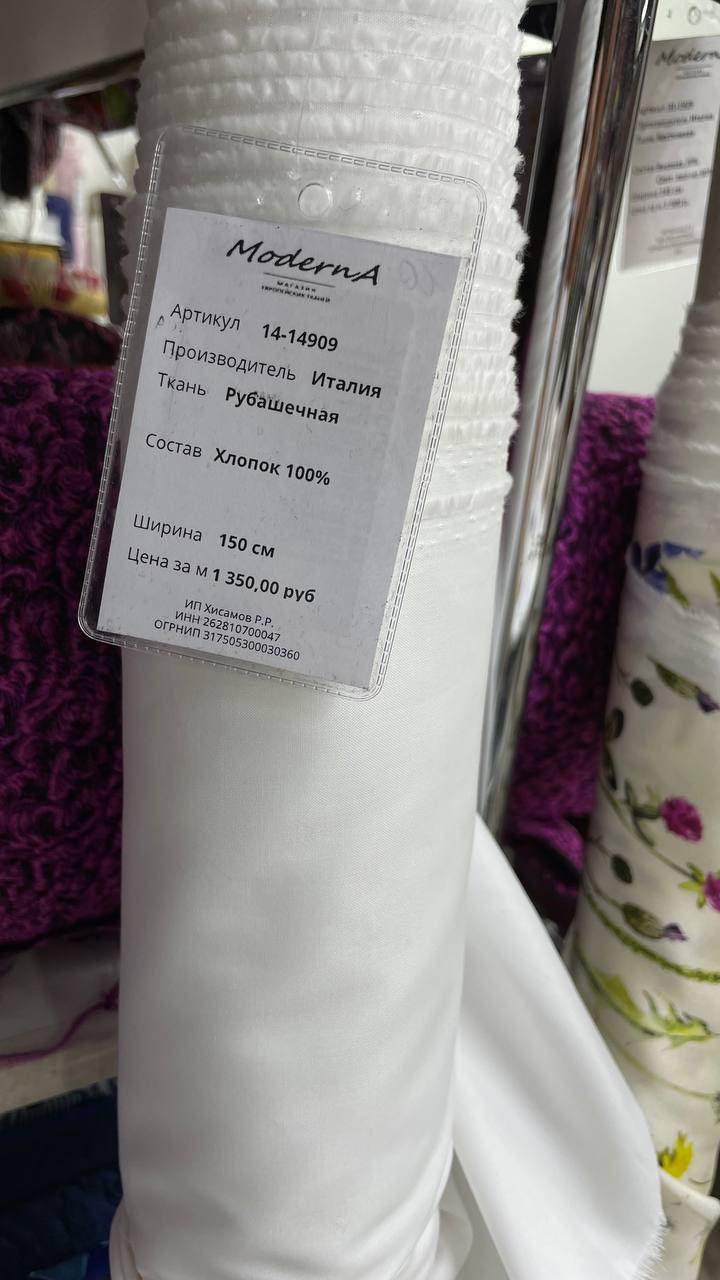 ModernA
МАГАЗИН
ЕВРОПЕЙСКИХ ТКАНЕЙ
Артикул 14-14909
Производитель Италия
Ткань Рубашечная
Состав Хлопок 100%
Ширина 150 см
Цена за м 1 350,00 руб
ИП Хисамов Р.Р.
ИНН 262810700047
ОГРНИП 317505300030360
ModernA